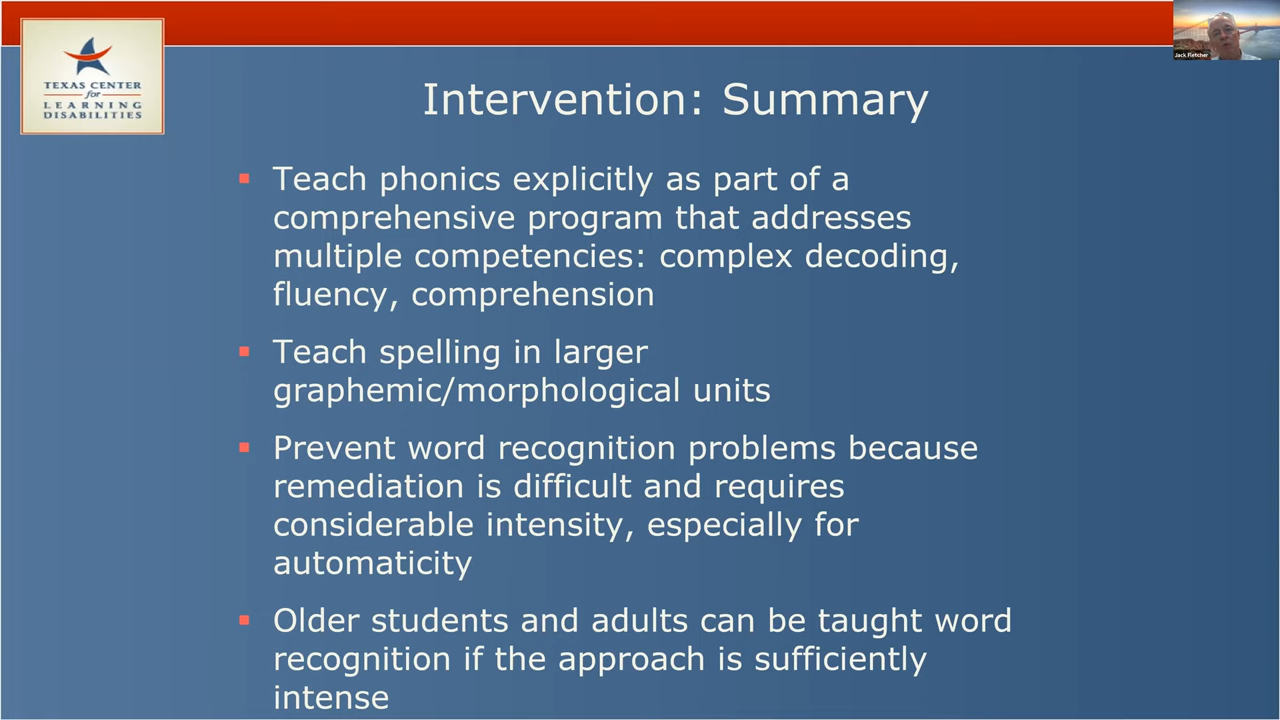 TEXAS CENTER
for
LEARNING
DISABILITIES
Jack Fletcher
Intervention: Summary
Teach phonics explicitly as part of a
comprehensive program that addresses
multiple competencies: complex decoding,
fluency, comprehension
Teach spelling in larger
graphemic/morphological units
Prevent word recognition problems because
remediation is difficult and requires
considerable intensity, especially for
automaticity
Older students and adults can be taught word
recognition if the approach is sufficiently
intense